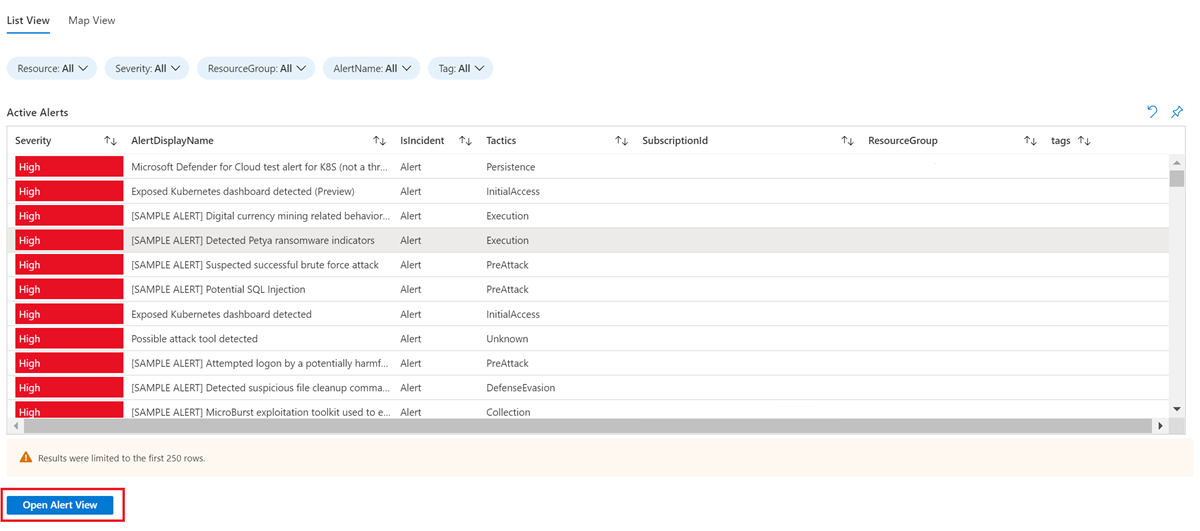 List View Map View
Resource: All Severity: All ResourceGroup: All AlertName: All Tag: All
Active Alerts
Severity AlertDisplayName IsIncident Tactics SubscriptionId ResourceGroup tags
High Microsoft Defender for Cloud test alert for K8S (not a thr... Alert Persistence
High Exposed Kubernetes dashboard detected (Preview) Alert InitialAccess
High [SAMPLE ALERT] Digital currency mining related behavior... Alert Execution
High [SAMPLE ALERT] Detected Petya ransomware indicators Alert Execution
High [SAMPLE ALERT] Suspected successful brute force attack Alert PreAttack
High [SAMPLE ALERT] Potential SQL Injection Alert PreAttack
High Exposed Kubernetes dashboard detected Alert InitialAccess
High Possible attack tool detected Alert Unknown
High [SAMPLE ALERT] Attempted logon by a potentially harmf... Alert PreAttack
High [SAMPLE ALERT] Detected suspicious file cleanup comma... Alert DefenseEvasion
High [SAMPLE ALERT] MicroBurst exploitation toolkit used to e... Alert Collection
Results were limited to the first 250 rows.
Open Alert View